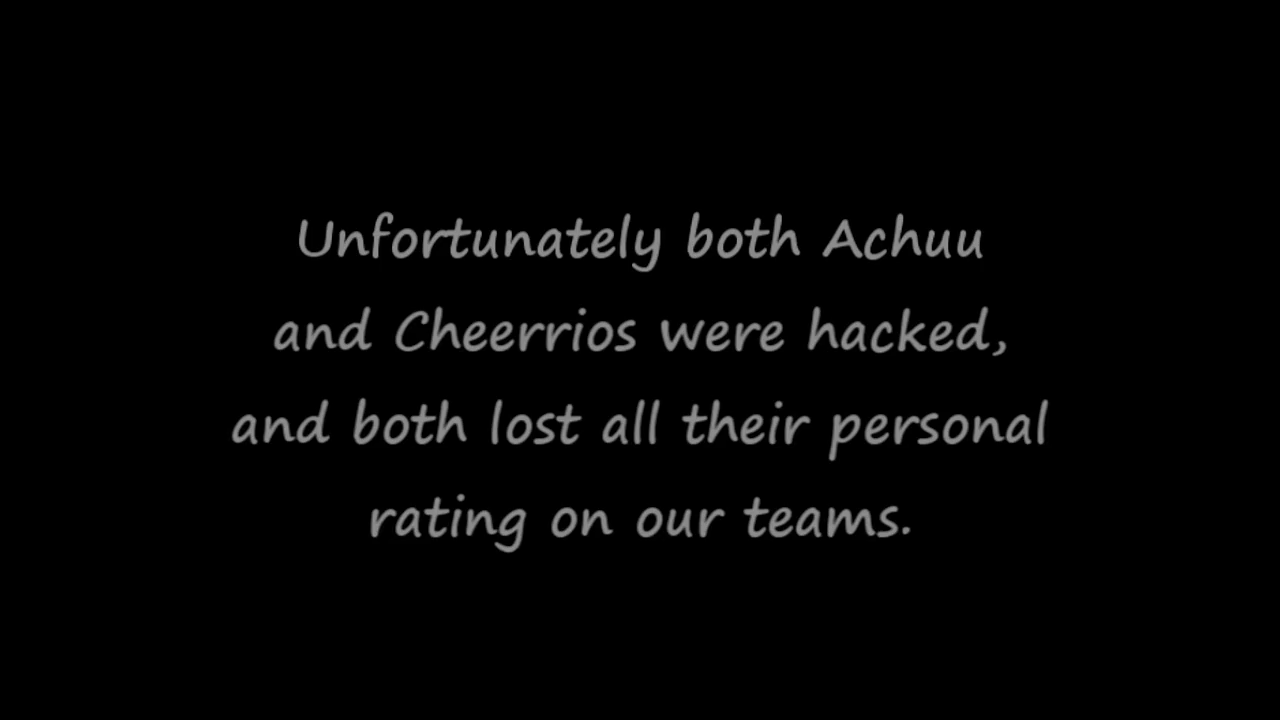 Unfortunately both Achuu
and Cheerrios were hacked,
and both lost all their personal
rating on our teams.